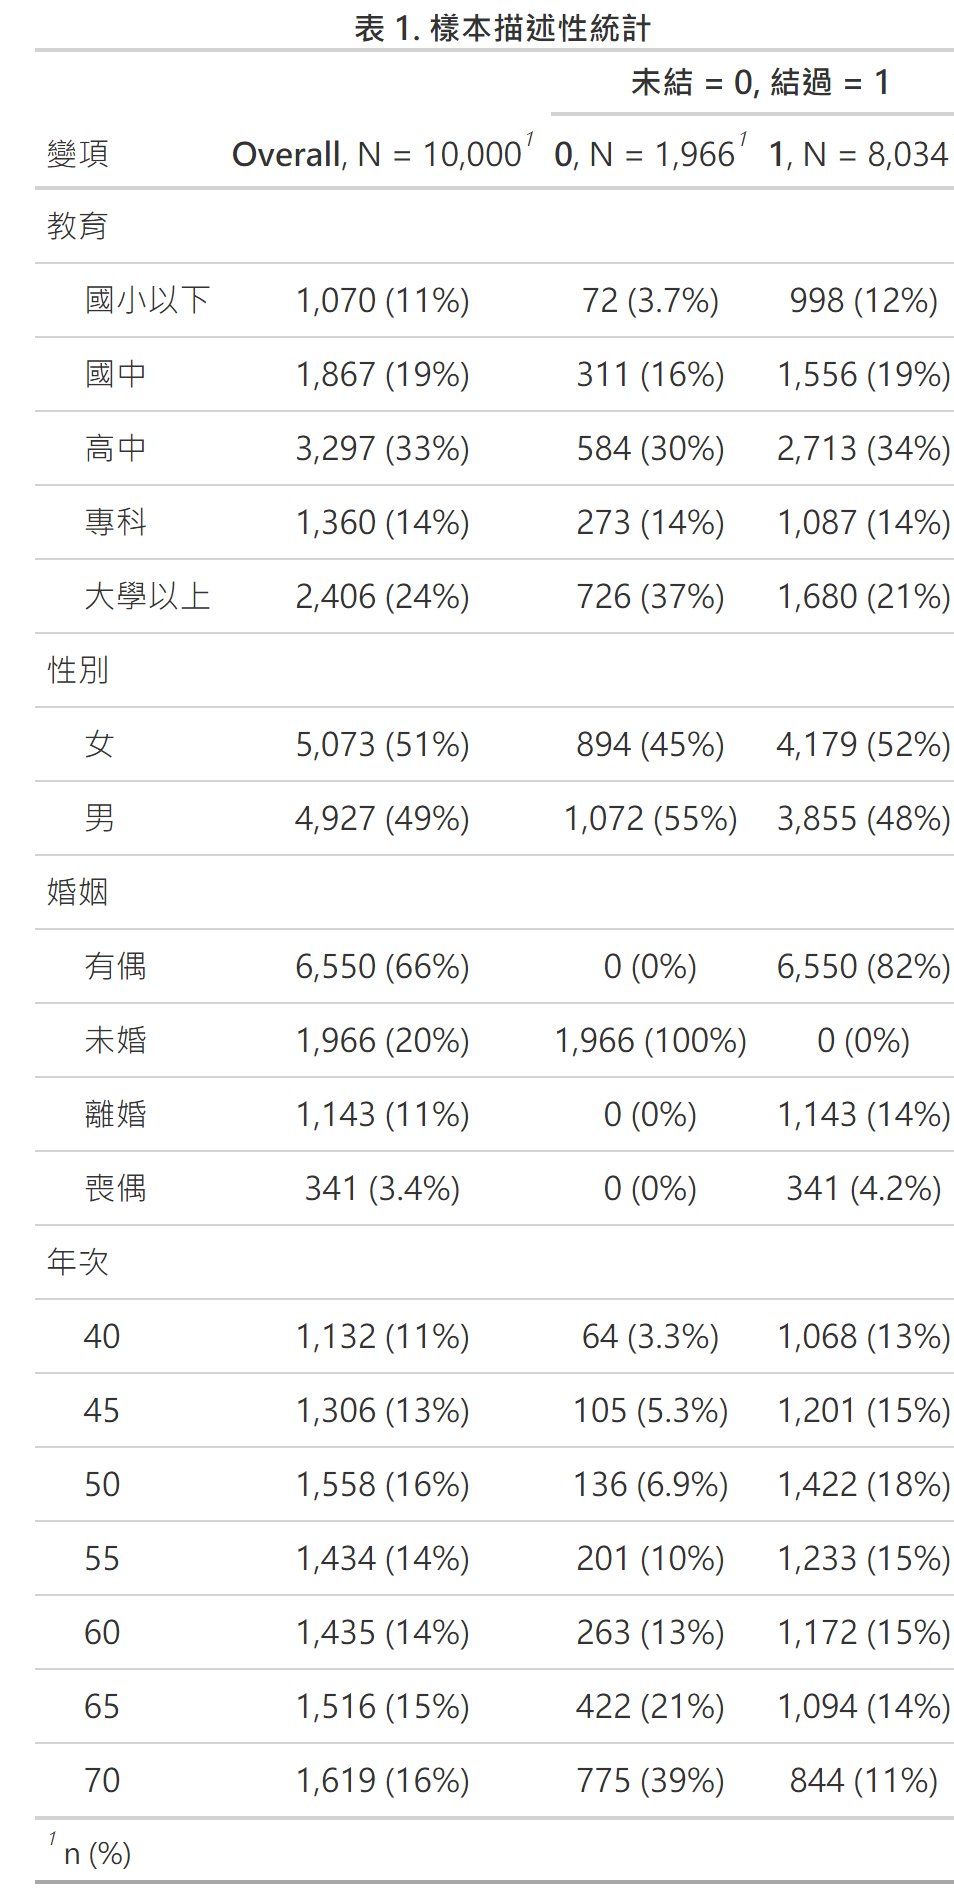 表 1. 樣本描述性統計
未結 = 0, 結過 = 1
變項 Overall, N = 10,000¹ 0, N = 1,966¹ 1, N = 8,034
教育
國小以下 1,070 (11%) 72 (3.7%) 998 (12%)
國中 1,867 (19%) 311 (16%) 1,556 (19%)
高中 3,297 (33%) 584 (30%) 2,713 (34%)
專科 1,360 (14%) 273 (14%) 1,087 (14%)
大學以上 2,406 (24%) 726 (37%) 1,680 (21%)
性別
女 5,073 (51%) 894 (45%) 4,179 (52%)
男 4,927 (49%) 1,072 (55%) 3,855 (48%)
婚姻
有偶 6,550 (66%) 0 (0%) 6,550 (82%)
未婚 1,966 (20%) 1,966 (100%) 0 (0%)
離婚 1,143 (11%) 0 (0%) 1,143 (14%)
喪偶 341 (3.4%) 0 (0%) 341 (4.2%)
年次
40 1,132 (11%) 64 (3.3%) 1,068 (13%)
45 1,306 (13%) 105 (5.3%) 1,201 (15%)
50 1,558 (16%) 136 (6.9%) 1,422 (18%)
55 1,434 (14%) 201 (10%) 1,233 (15%)
60 1,435 (14%) 263 (13%) 1,172 (15%)
65 1,516 (15%) 422 (21%) 1,094 (14%)
70 1,619 (16%) 775 (39%) 844 (11%)
¹ n (%)